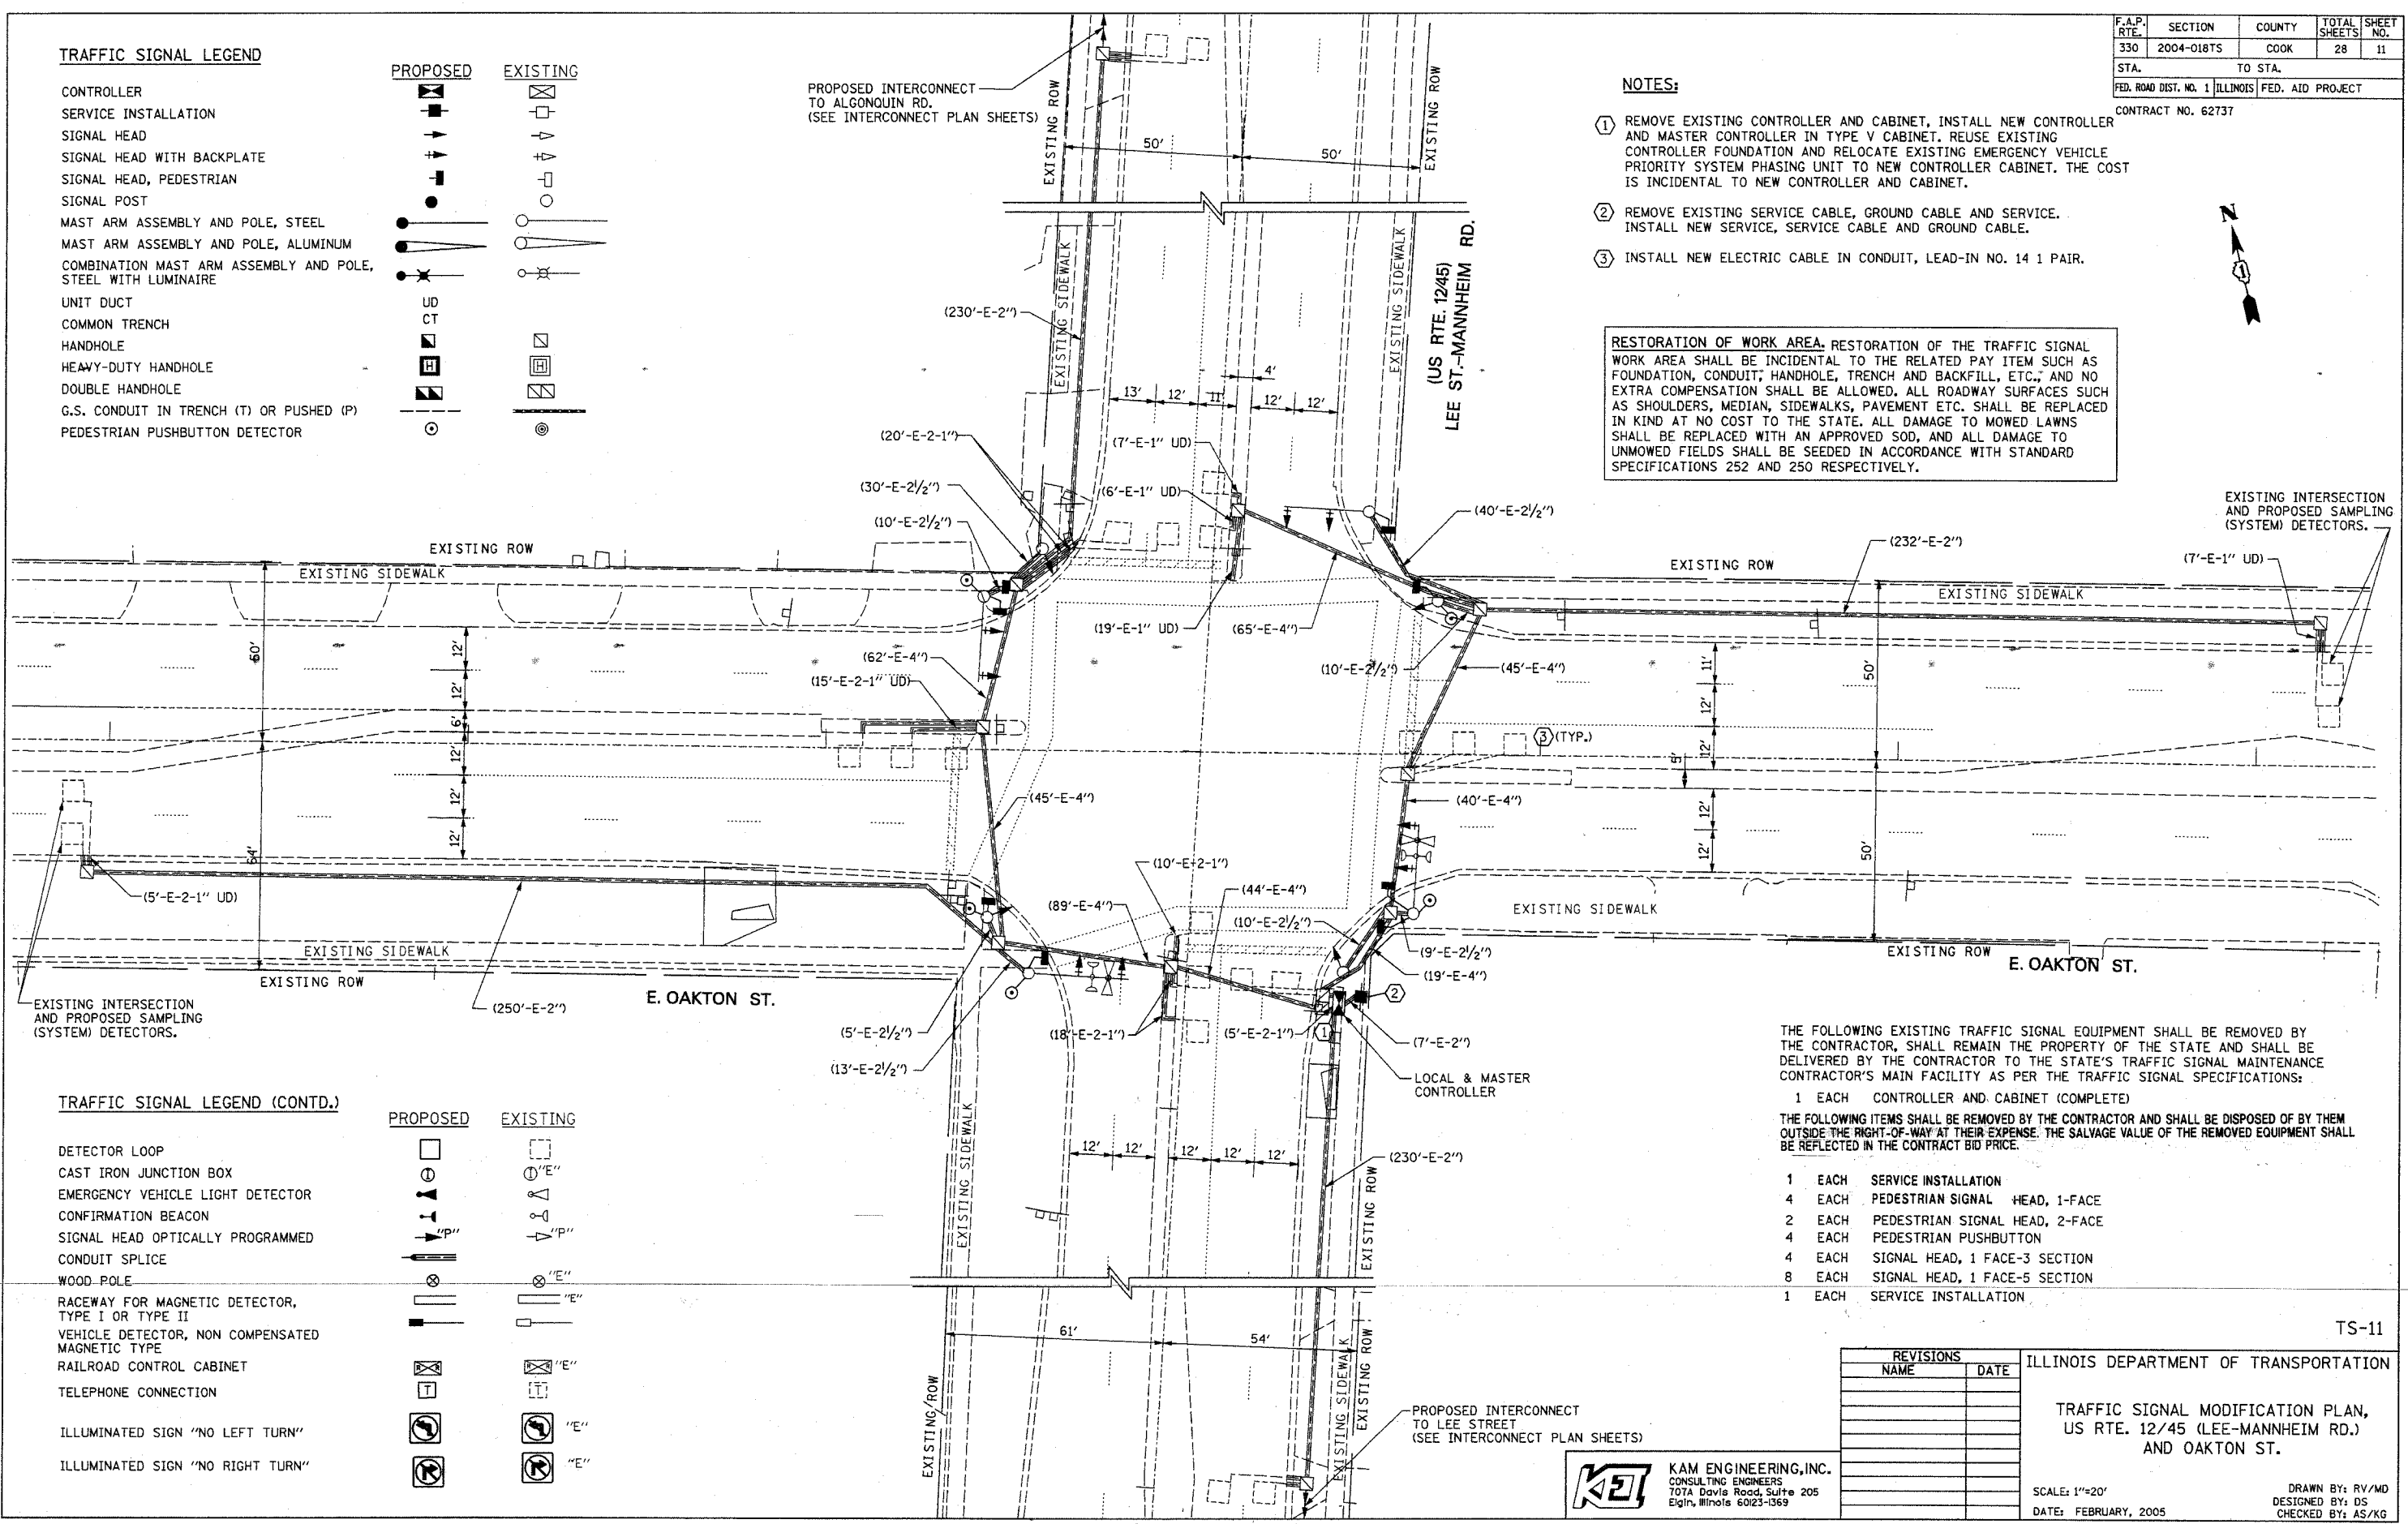 F.A.P. RTE. SECTION COUNTY TOTAL SHEETS SHEET NO.
330 2004-018TS COOK 28 11
STA. TO STA.
FED. ROAD DIST. NO. 1 ILLINOIS FED. AID PROJECT
CONTRACT NO. 62737
TRAFFIC SIGNAL LEGEND
PROPOSED EXISTING
CONTROLLER
SERVICE INSTALLATION
SIGNAL HEAD
SIGNAL HEAD WITH BACKPLATE
SIGNAL HEAD, PEDESTRIAN
SIGNAL POST
MAST ARM ASSEMBLY AND POLE, STEEL
MAST ARM ASSEMBLY AND POLE, ALUMINUM
COMBINATION MAST ARM ASSEMBLY AND POLE,
STEEL WITH LUMINAIRE
UNIT DUCT UD
COMMON TRENCH CT
HANDHOLE
HEAVY-DUTY HANDHOLE H H
DOUBLE HANDHOLE
G.S. CONDUIT IN TRENCH (T) OR PUSHED (P)
PEDESTRIAN PUSHBUTTON DETECTOR
PROPOSED INTERCONNECT
TO ALGONQUIN RD.
(SEE INTERCONNECT PLAN SHEETS)
EXISTING ROW
50'
50'
EXISTING ROW
NOTES:
1 REMOVE EXISTING CONTROLLER AND CABINET, INSTALL NEW CONTROLLER
AND MASTER CONTROLLER IN TYPE V CABINET. REUSE EXISTING
CONTROLLER FOUNDATION AND RELOCATE EXISTING EMERGENCY VEHICLE
PRIORITY SYSTEM PHASING UNIT TO NEW CONTROLLER CABINET. THE COST
IS INCIDENTAL TO NEW CONTROLLER AND CABINET.
2 REMOVE EXISTING SERVICE CABLE, GROUND CABLE AND SERVICE.
INSTALL NEW SERVICE, SERVICE CABLE AND GROUND CABLE.
3 INSTALL NEW ELECTRIC CABLE IN CONDUIT, LEAD-IN NO. 14 1 PAIR.
N
1
RESTORATION OF WORK AREA. RESTORATION OF THE TRAFFIC SIGNAL
WORK AREA SHALL BE INCIDENTAL TO THE RELATED PAY ITEM SUCH AS
FOUNDATION, CONDUIT, HANDHOLE, TRENCH AND BACKFILL, ETC., AND NO
EXTRA COMPENSATION SHALL BE ALLOWED. ALL ROADWAY SURFACES SUCH
AS SHOULDERS, MEDIAN, SIDEWALKS, PAVEMENT ETC. SHALL BE REPLACED
IN KIND AT NO COST TO THE STATE. ALL DAMAGE TO MOWED LAWNS
SHALL BE REPLACED WITH AN APPROVED SOD, AND ALL DAMAGE TO
UNMOWED FIELDS SHALL BE SEEDED IN ACCORDANCE WITH STANDARD
SPECIFICATIONS 252 AND 250 RESPECTIVELY.
EXISTING SIDEWALK
EXISTING SIDEWALK
(US RTE. 12/45)
LEE ST.-MANNHEIM RD.
(230'-E-2")
4'
13' 12' 11' 12' 12'
(20'-E-2-1")
(7'-E-1" UD)
(30'-E-2½")
(6'-E-1" UD)
(10'-E-2½")
(40'-E-2½")
EXISTING INTERSECTION
AND PROPOSED SAMPLING
(SYSTEM) DETECTORS.
(232'-E-2")
(7'-E-1" UD)
EXISTING ROW
EXISTING SIDEWALK
EXISTING ROW
EXISTING SIDEWALK
(19'-E-1" UD)
(65'-E-4")
(62'-E-4")
(10'-E-2½")
(45'-E-4")
(15'-E-2-1" UD)
60'
12'
12'
6'
12'
12'
12'
64'
11'
12'
12'
5'
12'
12'
50'
50'
3 (TYP.)
(45'-E-4")
(40'-E-4")
(5'-E-2-1" UD)
(10'-E-2-1")
(44'-E-4")
(89'-E-4")
(10'-E-2½")
EXISTING SIDEWALK
EXISTING SIDEWALK
EXISTING ROW
(9'-E-2½")
EXISTING ROW
E. OAKTON ST.
(19'-E-4")
EXISTING INTERSECTION
AND PROPOSED SAMPLING
(SYSTEM) DETECTORS.
(250'-E-2")
E. OAKTON ST.
2
(5'-E-2½")
(18'-E-2-1")
(5'-E-2-1")
1
(7'-E-2")
(13'-E-2½")
LOCAL & MASTER
CONTROLLER
THE FOLLOWING EXISTING TRAFFIC SIGNAL EQUIPMENT SHALL BE REMOVED BY
THE CONTRACTOR, SHALL REMAIN THE PROPERTY OF THE STATE AND SHALL BE
DELIVERED BY THE CONTRACTOR TO THE STATE'S TRAFFIC SIGNAL MAINTENANCE
CONTRACTOR'S MAIN FACILITY AS PER THE TRAFFIC SIGNAL SPECIFICATIONS:
1 EACH CONTROLLER AND CABINET (COMPLETE)
THE FOLLOWING ITEMS SHALL BE REMOVED BY THE CONTRACTOR AND SHALL BE DISPOSED OF BY THEM
OUTSIDE THE RIGHT-OF-WAY AT THEIR EXPENSE. THE SALVAGE VALUE OF THE REMOVED EQUIPMENT SHALL
BE REFLECTED IN THE CONTRACT BID PRICE.
1 EACH SERVICE INSTALLATION
4 EACH PEDESTRIAN SIGNAL HEAD, 1-FACE
2 EACH PEDESTRIAN SIGNAL HEAD, 2-FACE
4 EACH PEDESTRIAN PUSHBUTTON
4 EACH SIGNAL HEAD, 1 FACE-3 SECTION
8 EACH SIGNAL HEAD, 1 FACE-5 SECTION
1 EACH SERVICE INSTALLATION
TRAFFIC SIGNAL LEGEND (CONTD.)
PROPOSED EXISTING
DETECTOR LOOP
CAST IRON JUNCTION BOX "E"
EMERGENCY VEHICLE LIGHT DETECTOR
CONFIRMATION BEACON
SIGNAL HEAD OPTICALLY PROGRAMMED "P" "P"
CONDUIT SPLICE
WOOD POLE "E"
RACEWAY FOR MAGNETIC DETECTOR, "E"
TYPE I OR TYPE II
VEHICLE DETECTOR, NON COMPENSATED
MAGNETIC TYPE
RAILROAD CONTROL CABINET "E"
TELEPHONE CONNECTION T T
ILLUMINATED SIGN "NO LEFT TURN" "E"
ILLUMINATED SIGN "NO RIGHT TURN" "E"
EXISTING SIDEWALK
12' 12' 12' 12' 12'
(230'-E-2")
EXISTING ROW
61'
54'
EXISTING ROW
EXISTING SIDEWALK
EXISTING ROW
EXISTING SIDEWALK
EXISTING ROW
PROPOSED INTERCONNECT
TO LEE STREET
(SEE INTERCONNECT PLAN SHEETS)
KEI
KAM ENGINEERING, INC.
CONSULTING ENGINEERS
707A Davis Road, Suite 205
Elgin, Illinois 60123-1369
TS-11
REVISIONS
NAME DATE
ILLINOIS DEPARTMENT OF TRANSPORTATION
TRAFFIC SIGNAL MODIFICATION PLAN,
US RTE. 12/45 (LEE-MANNHEIM RD.)
AND OAKTON ST.
SCALE: 1"=20'
DATE: FEBRUARY, 2005
DRAWN BY: RV/MD
DESIGNED BY: DS
CHECKED BY: AS/KG